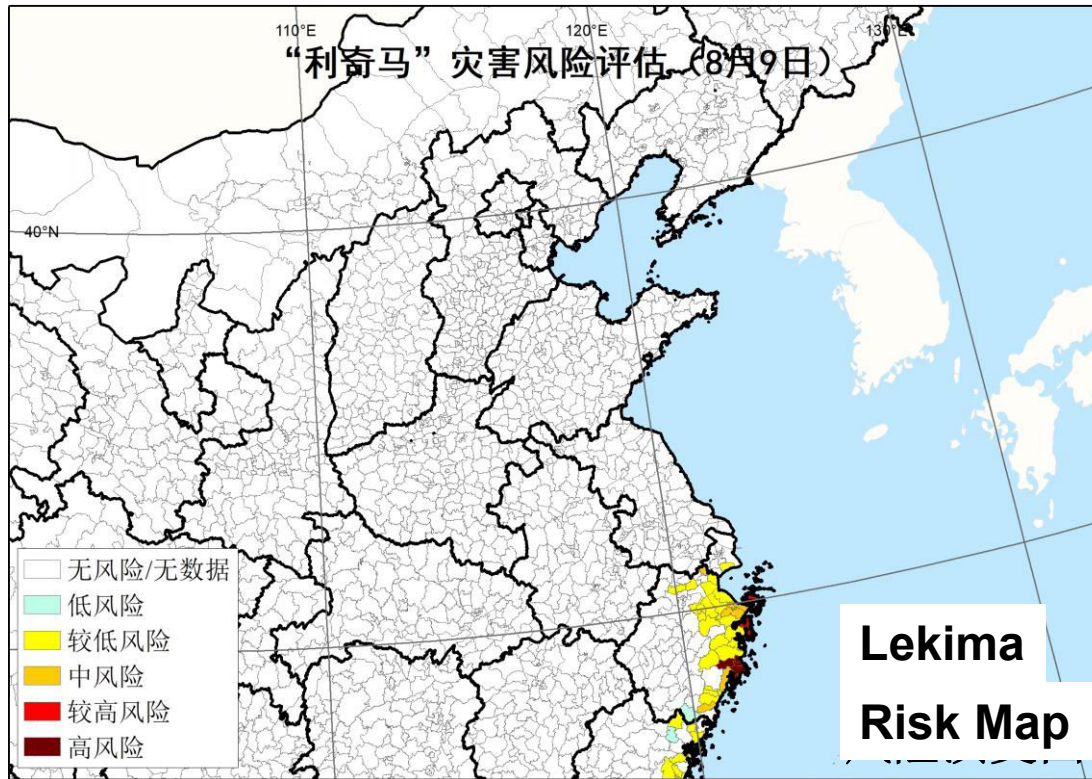 110°E
120°E
130°E
“利奇马”灾害风险评估（8月9日）
40°N
无风险/无数据
低风险
较低风险
中风险
较高风险
高风险
Lekima
Risk Map